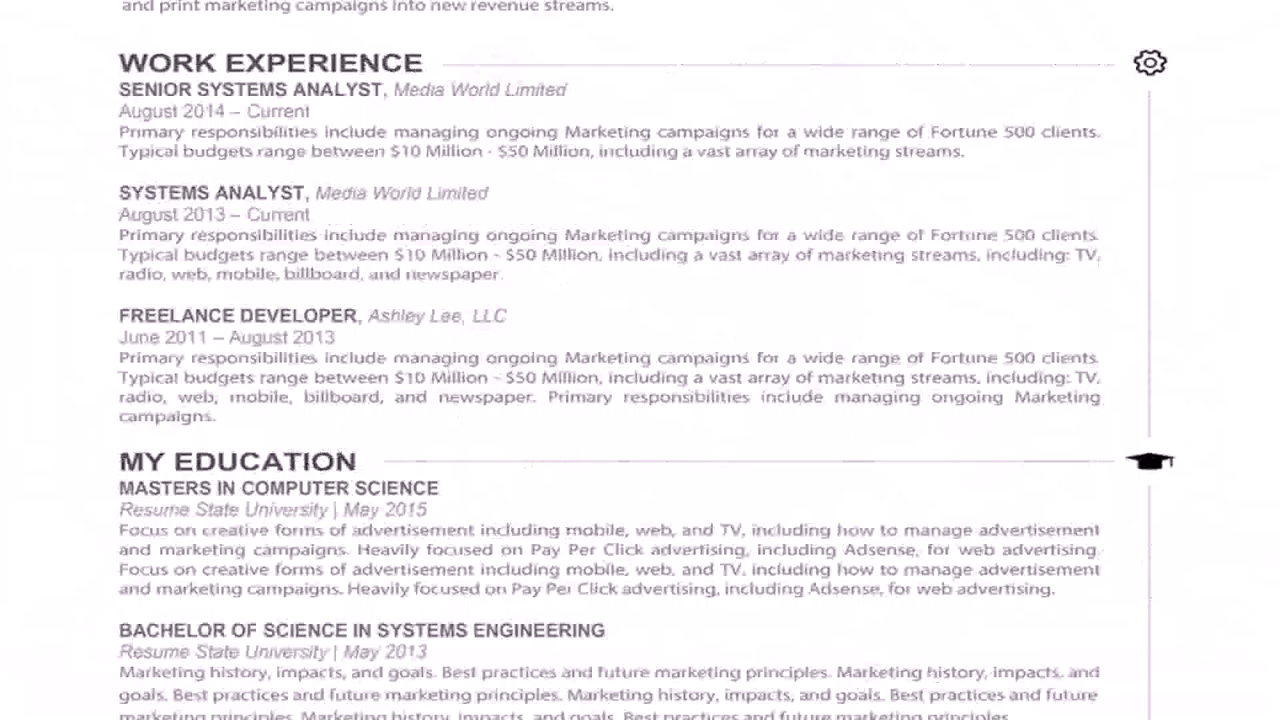 and print marketing campaigns into new revenue streams.
WORK EXPERIENCE
SENIOR SYSTEMS ANALYST, Media World Limited
August 2014 – Current
Primary responsibilities include managing ongoing Marketing campaigns for a wide range of Fortune 500 clients.
Typical budgets range between $10 Million - $50 Million, including a vast array of marketing streams.
SYSTEMS ANALYST, Media World Limited
August 2013 – Current
Primary responsibilities include managing ongoing Marketing campaigns for a wide range of Fortune 500 clients.
Typical budgets range between $10 Million - $50 Million, including a vast array of marketing streams, including: TV,
radio, web, mobile, billboard, and newspaper.
FREELANCE DEVELOPER, Ashley Lee, LLC
June 2011 – August 2013
Primary responsibilities include managing ongoing Marketing campaigns for a wide range of Fortune 500 clients.
Typical budgets range between $10 Million - $50 Million, including a vast array of marketing streams, including: TV,
radio, web, mobile, billboard, and newspaper. Primary responsibilities include managing ongoing Marketing
campaigns.
MY EDUCATION
MASTERS IN COMPUTER SCIENCE
Resume State University | May 2015
Focus on creative forms of advertisement including mobile, web, and TV, including how to manage advertisement
and marketing campaigns. Heavily focused on Pay Per Click advertising, including Adsense, for web advertising.
Focus on creative forms of advertisement including mobile, web, and TV, including how to manage advertisement
and marketing campaigns. Heavily focused on Pay Per Click advertising, including Adsense, for web advertising.
BACHELOR OF SCIENCE IN SYSTEMS ENGINEERING
Resume State University | May 2013
Marketing history, impacts, and goals. Best practices and future marketing principles. Marketing history, impacts, and
goals. Best practices and future marketing principles. Marketing history, impacts, and goals. Best practices and future
marketing principles. Marketing history, impacts, and goals. Best practices and future marketing principles.